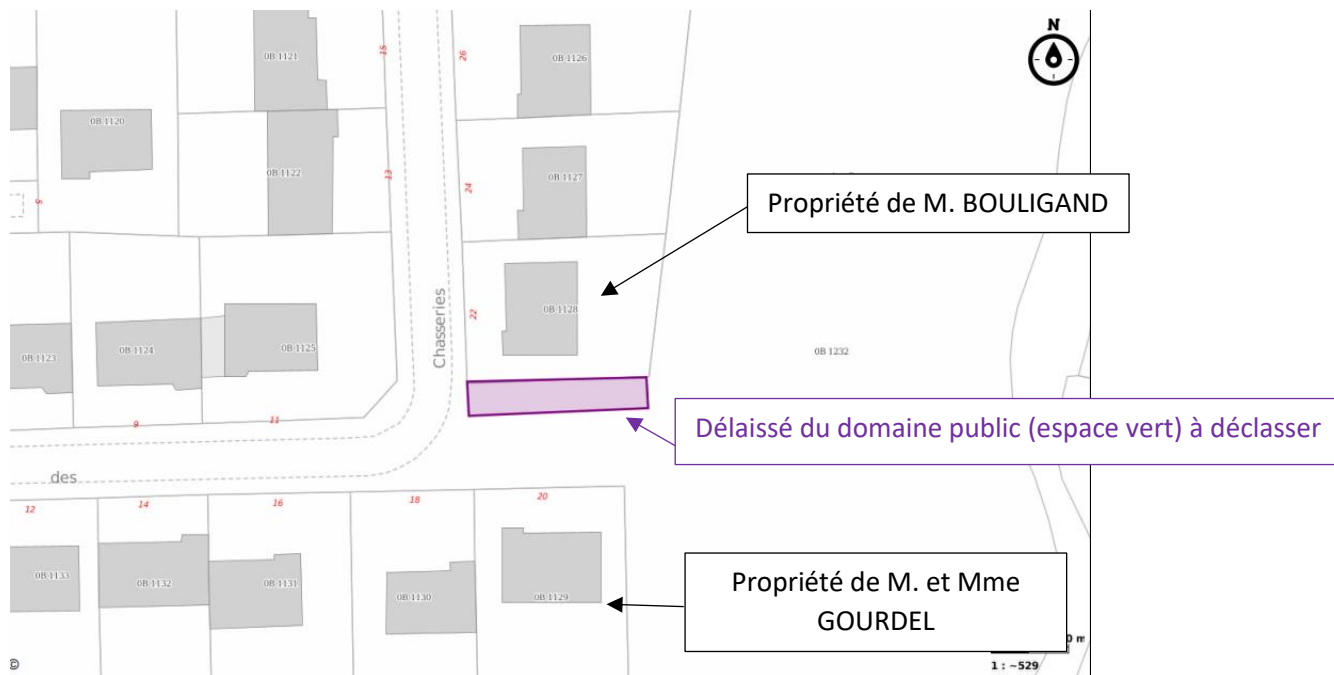 N
0B 1121
15
26
0B 1126
0B 1120
0B 1122
13
24
0B 1127
9
Propriété de M. BOULIGAND
Chasseries
22
0B 1128
0B 1123
0B 1124
0B 1125
0B 1232
9
11
Délaissé du domaine public (espace vert) à déclasser
des
12
14
16
18
20
0B 1133
0B 1132
0B 1131
0B 1130
0B 1129
Propriété de M. et Mme
GOURDEL
0 m
©
1 : ~529